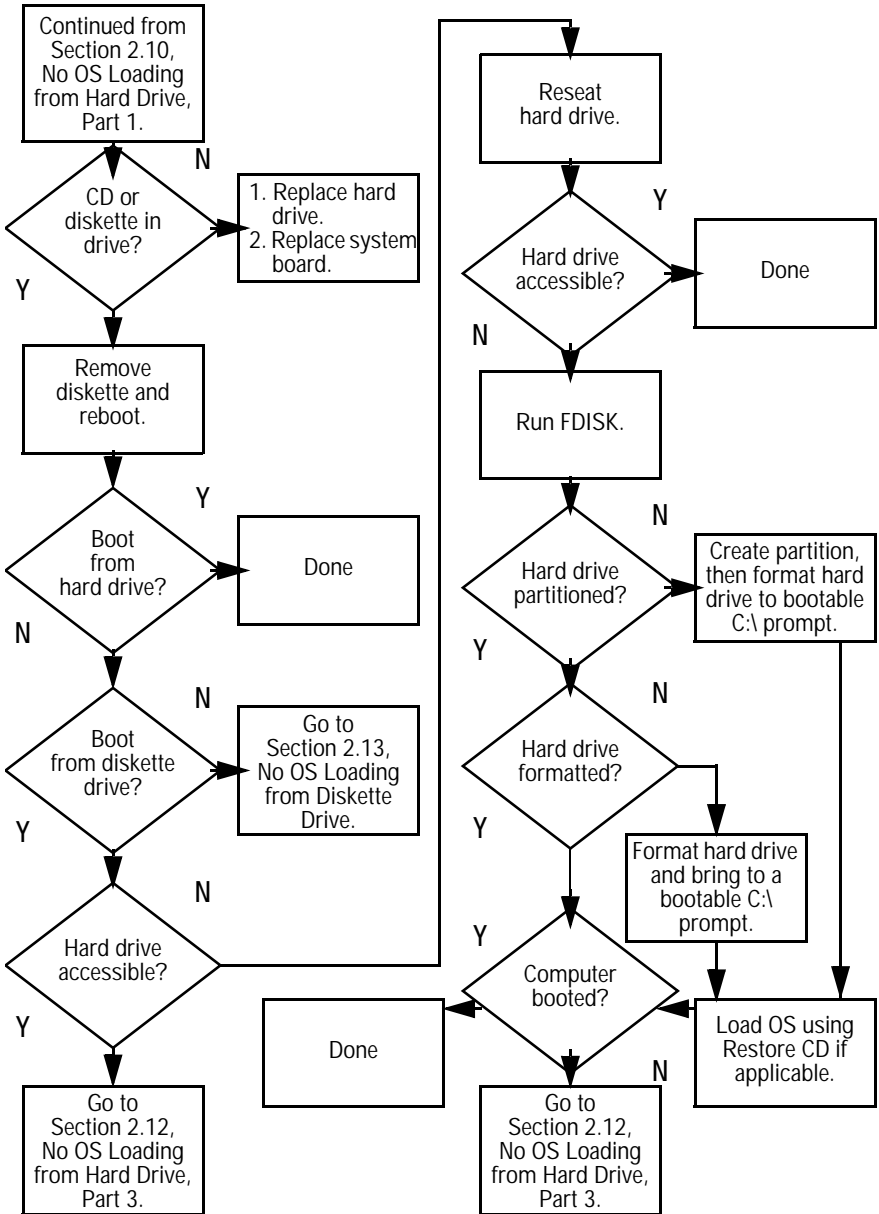 Continued from
Section 2.10,
No OS Loading
from Hard Drive,
Part 1.
N
CD or
diskette in
drive?
1. Replace hard
drive.
2. Replace system
board.
Y
Remove
diskette and
reboot.
Y
Boot
from
hard drive?
Done
N
N
Boot
from diskette
drive?
Go to
Section 2.13,
No OS Loading
from Diskette
Drive.
Y
N
Hard drive
accessible?
Y
Go to
Section 2.12,
No OS Loading
from Hard Drive,
Part 3.
Reseat
hard drive.
Y
Hard drive
accessible?
Done
N
Run FDISK.
N
Hard drive
partitioned?
Create partition,
then format hard
drive to bootable
C:\ prompt.
Y
N
Hard drive
formatted?
Y
Format hard drive
and bring to a
bootable C:\
prompt.
Y
Computer
booted?
Done
Load OS using
Restore CD if
applicable.
N
Go to
Section 2.12,
No OS Loading
from Hard Drive,
Part 3.